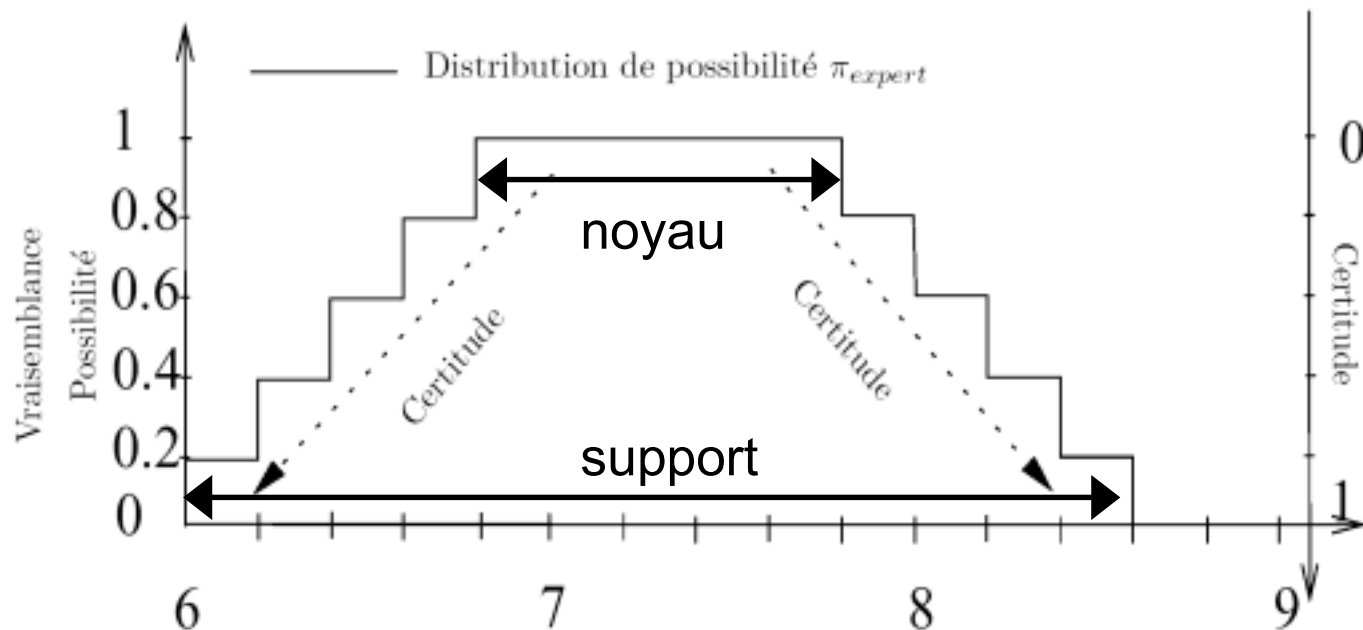 Distribution de possibilité π_expert
1
0
0.8
noyau
0.6
0.4
0.2
support
0
1
Vraisemblance
Possibilité
Certitude
Certitude
Certitude
6
7
8
9